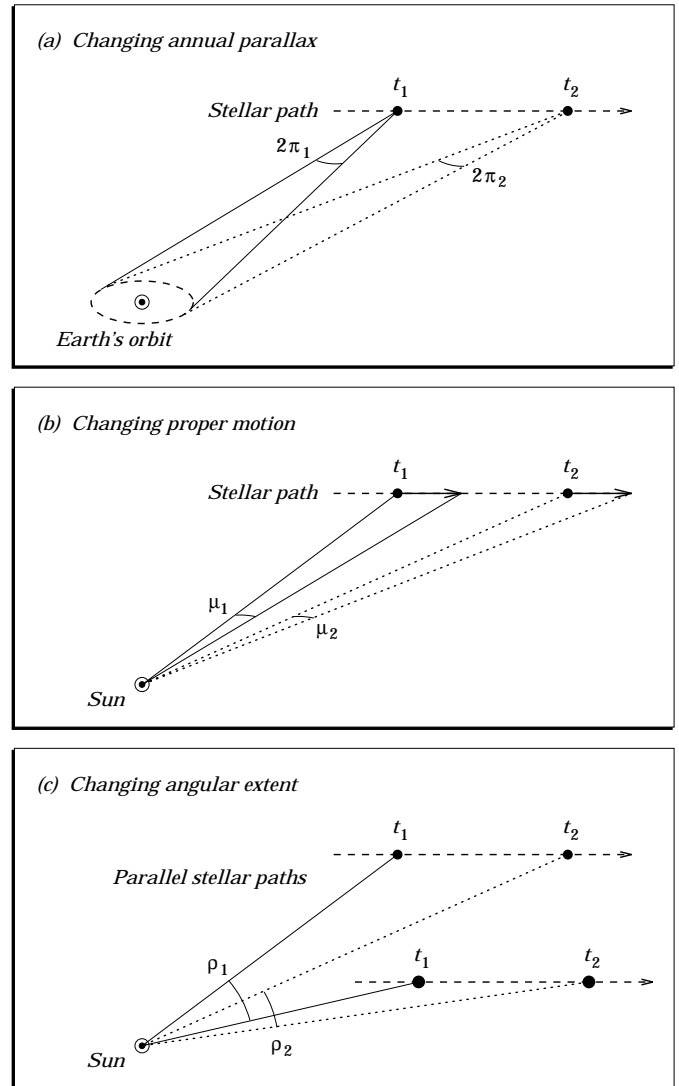 (a) Changing annual parallax
t₁ t₂
Stellar path
2π₁
2π₂
Earth's orbit
(b) Changing proper motion
t₁ t₂
Stellar path
μ₁
μ₂
Sun
(c) Changing angular extent
t₁ t₂
Parallel stellar paths
ρ₁
t₁ t₂
ρ₂
Sun